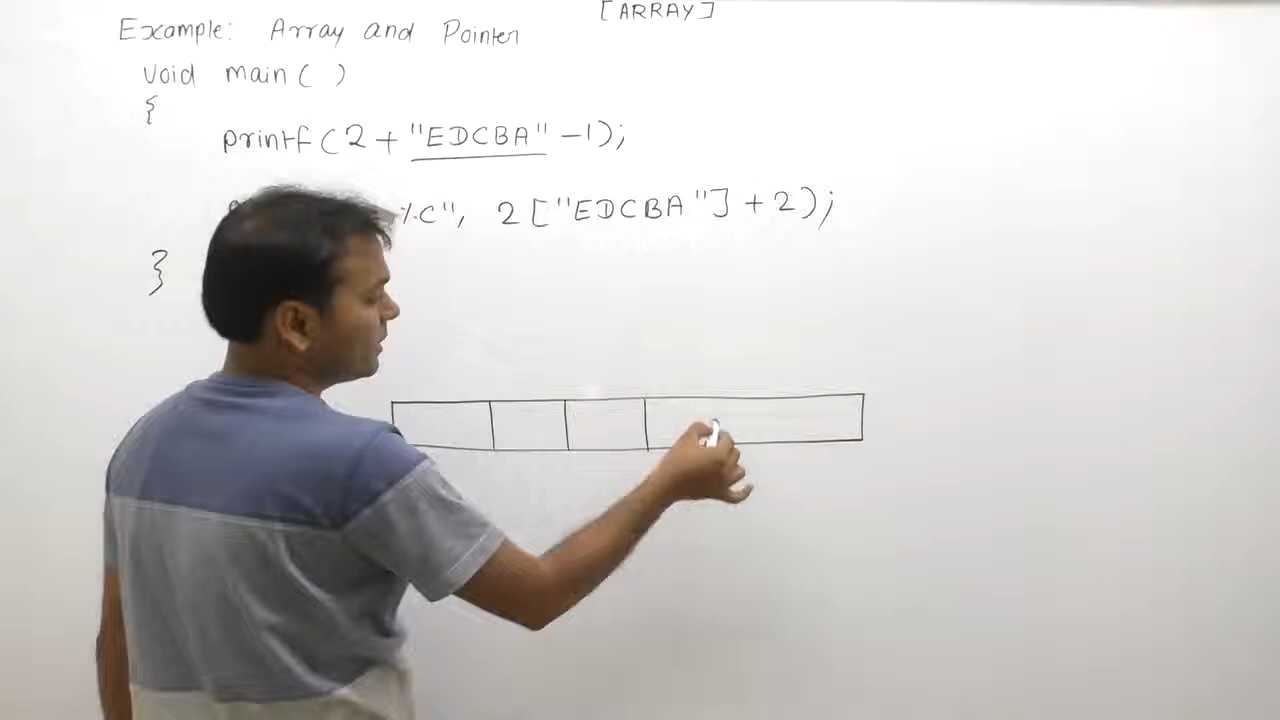 [ARRAY]
Example: Array and Pointer
void main( )
{
printf(2+"EDCBA"-1);
%c", 2["EDCBA"]+2);
}